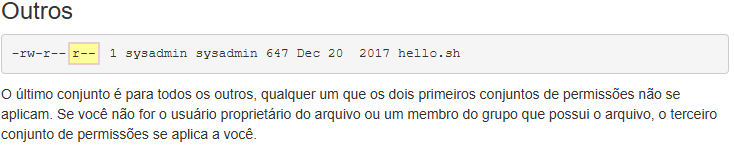 Outros
-rw-r--r-- 1 sysadmin sysadmin 647 Dec 20  2017 hello.sh
O último conjunto é para todos os outros, qualquer um que os dois primeiros conjuntos de permissões não se
aplicam. Se você não for o usuário proprietário do arquivo ou um membro do grupo que possui o arquivo, o terceiro
conjunto de permissões se aplica a você.